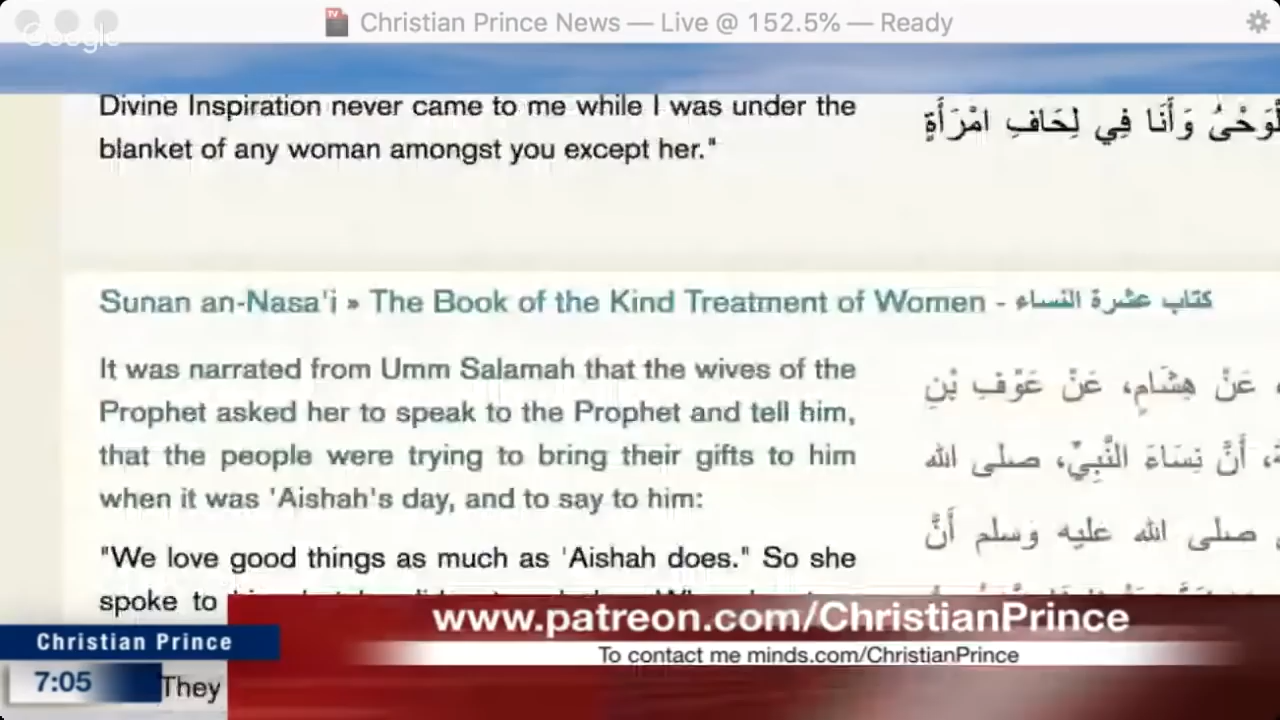 Christian Prince News — Live @ 152.5% — Ready
Google
Divine Inspiration never came to me while I was under the
blanket of any woman amongst you except her."
الْوَحْىُ وَأَنَا فِي لِحَافِ امْرَأَةٍ
Sunan an-Nasa'i » The Book of the Kind Treatment of Women - كتاب عشرة النساء
It was narrated from Umm Salamah that the wives of the
Prophet asked her to speak to the Prophet and tell him,
that the people were trying to bring their gifts to him
when it was 'Aishah's day, and to say to him:
عَنْ هِشَامٍ، عَنْ عَوْفِ بْنِ
أَنَّ نِسَاءَ النَّبِيِّ، صلى الله
صلى الله عليه وسلم أَنَّ
"We love good things as much as 'Aishah does." So she
spoke to
They
www.patreon.com/ChristianPrince
To contact me minds.com/ChristianPrince
Christian Prince
7:05